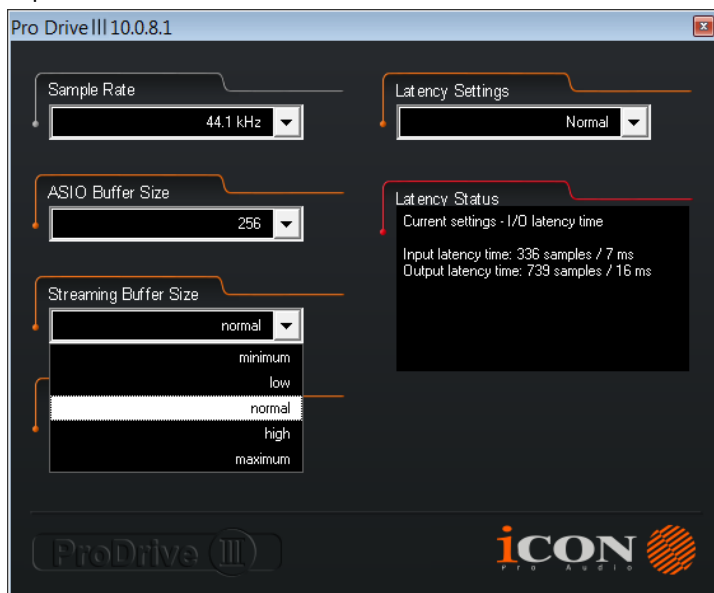 Pro Drive III 10.0.8.1
Sample Rate
44.1 kHz
ASIO Buffer Size
256
Streaming Buffer Size
normal
minimum
low
normal
high
maximum
Latency Settings
Normal
Latency Status
Current settings - I/O latency time
Input latency time: 336 samples / 7 ms
Output latency time: 739 samples / 16 ms
ProDrive III
iCON
Pro Audio